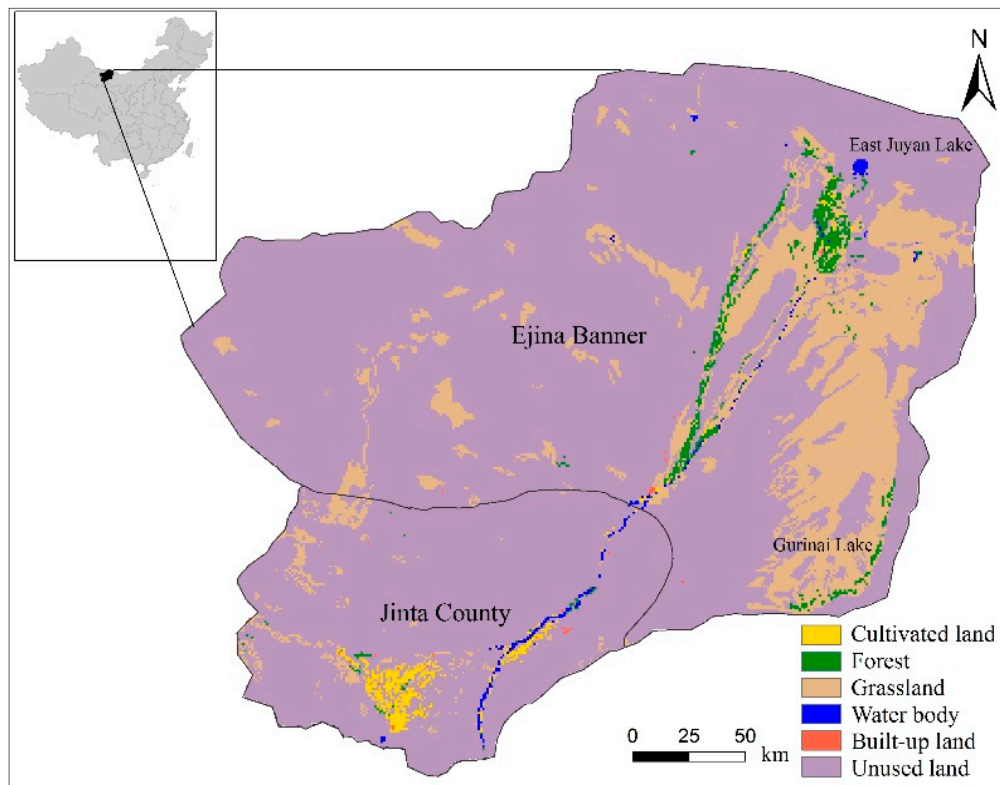 N
East Juyan Lake
Ejina Banner
Gurinai Lake
Jinta County
Cultivated land
Forest
Grassland
Water body
Built-up land
Unused land
0 25 50
km